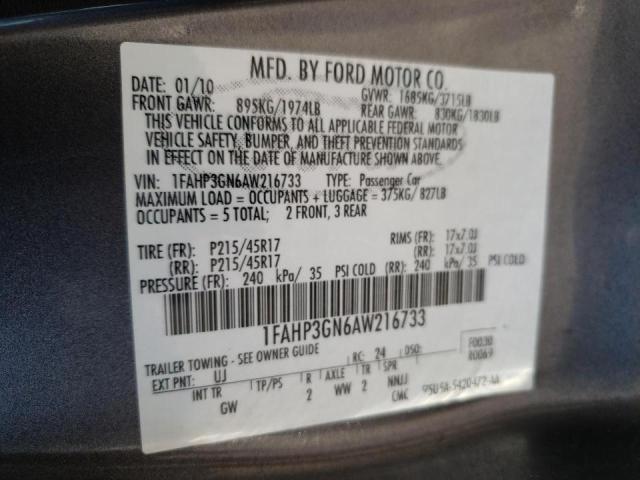 MFD. BY FORD MOTOR CO.
DATE: 01/10 GVWR: 1685KG/3715LB
FRONT GAWR: 895KG/1974LB REAR GAWR: 830KG/1830LB
THIS VEHICLE CONFORMS TO ALL APPLICABLE FEDERAL MOTOR
VEHICLE SAFETY, BUMPER, AND THEFT PREVENTION STANDARDS
IN EFFECT ON THE DATE OF MANUFACTURE SHOWN ABOVE.
VIN: 1FAHP3GN6AW216733 TYPE: Passenger Car
MAXIMUM LOAD = OCCUPANTS + LUGGAGE = 375KG/ 827LB
OCCUPANTS = 5 TOTAL; 2 FRONT, 3 REAR
TIRE (FR): P215/45R17 RIMS (FR): 17x7.0J
(RR): P215/45R17 (RR): 17x7.0J
PRESSURE (FR): 240 kPa/ 35 PSI COLD (RR): 240 kPa/ 35 PSI COLD
1FAHP3GN6AW216733
TRAILER TOWING - SEE OWNER GUIDE RC: 24 DSO: F0030
R0069
EXT PNT: UJ
INT TR TP/PS R AXLE TR SPR
GW 2 WW 2 NNJJ
CMC